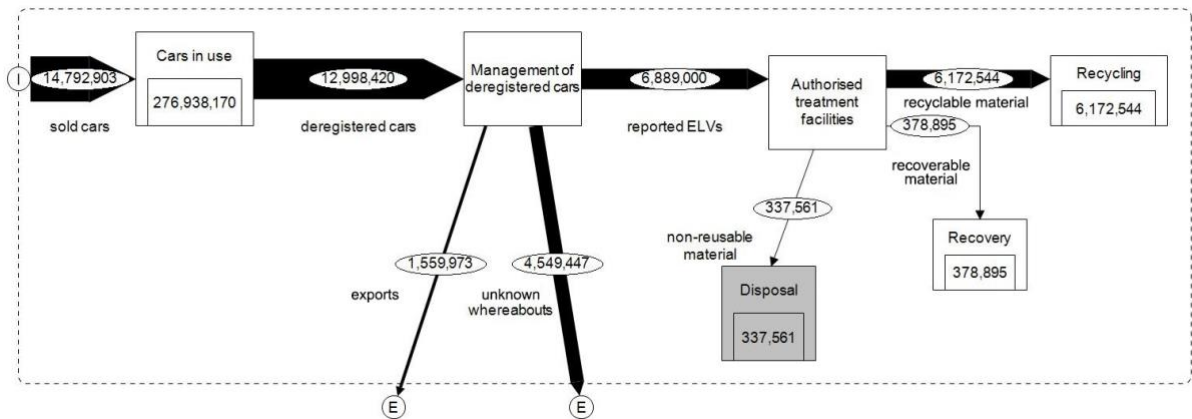 I
14,792,903
sold cars
Cars in use
276,938,170
12,998,420
deregistered cars
Management of
deregistered cars
6,889,000
reported ELVs
Authorised
treatment
facilities
6,172,544
recyclable material
Recycling
6,172,544
378,895
recoverable
material
Recovery
378,895
337,561
non-reusable
material
Disposal
337,561
1,559,973
exports
E
4,549,447
unknown
whereabouts
E